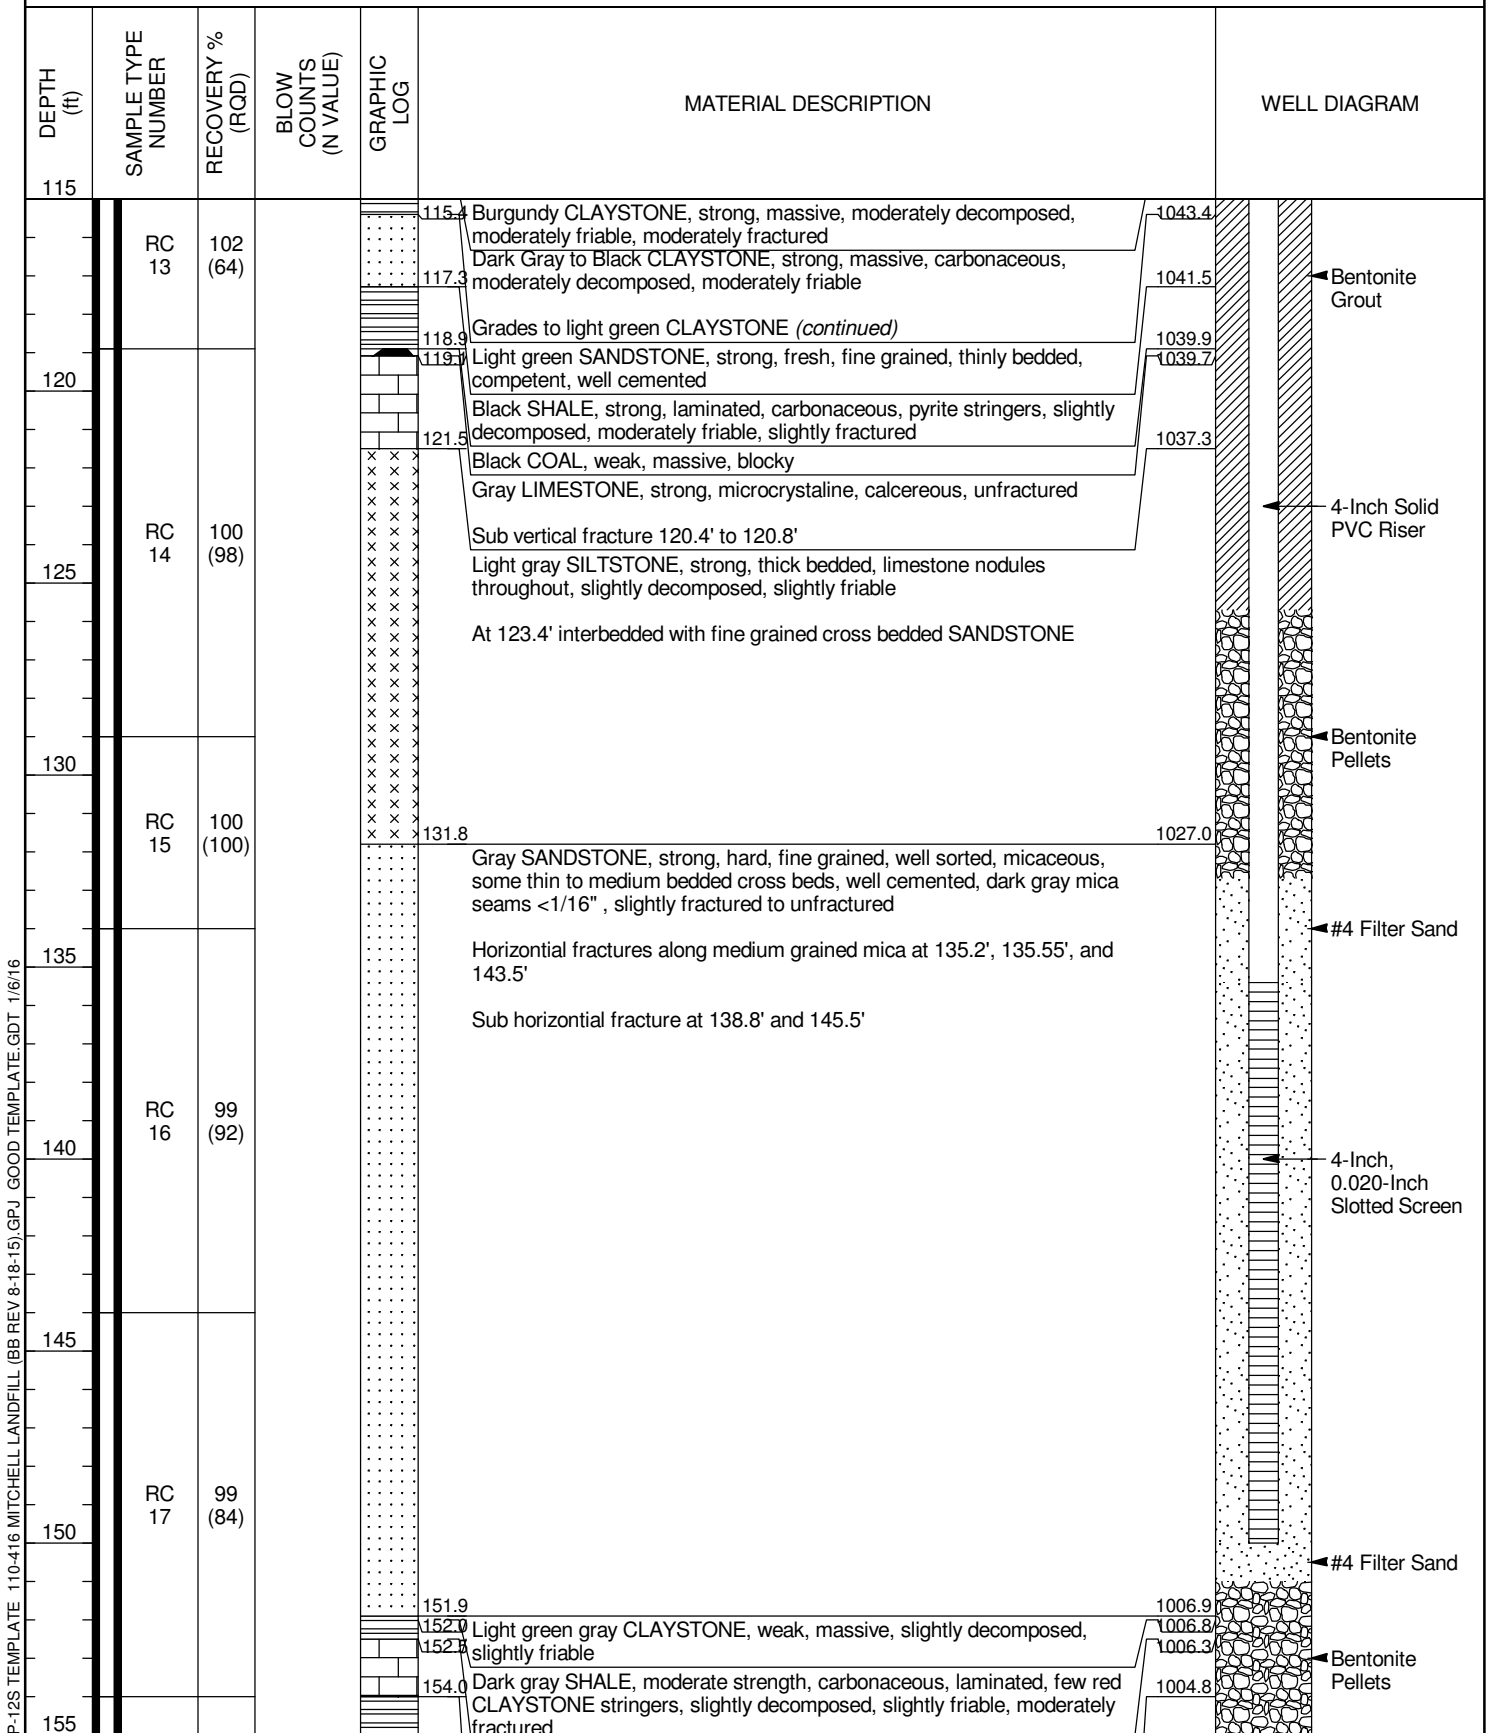 DEPTH
(ft)
SAMPLE TYPE
NUMBER
RECOVERY %
(RQD)
BLOW
COUNTS
(N VALUE)
GRAPHIC
LOG
MATERIAL DESCRIPTION
WELL DIAGRAM
115
115.4
Burgundy CLAYSTONE, strong, massive, moderately decomposed,
moderately friable, moderately fractured
1043.4
RC
13
102
(64)
Dark Gray to Black CLAYSTONE, strong, massive, carbonaceous,
moderately decomposed, moderately friable
117.3
1041.5
Bentonite
Grout
Grades to light green CLAYSTONE (continued)
118.9
1039.9
119.1
Light green SANDSTONE, strong, fresh, fine grained, thinly bedded,
competent, well cemented
1039.7
120
Black SHALE, strong, laminated, carbonaceous, pyrite stringers, slightly
decomposed, moderately friable, slightly fractured
121.5
1037.3
Black COAL, weak, massive, blocky
Gray LIMESTONE, strong, microcrystaline, calcereous, unfractured
Sub vertical fracture 120.4' to 120.8'
4-Inch Solid
PVC Riser
RC
14
100
(98)
Light gray SILTSTONE, strong, thick bedded, limestone nodules
throughout, slightly decomposed, slightly friable
125
At 123.4' interbedded with fine grained cross bedded SANDSTONE
Bentonite
Pellets
130
RC
15
100
(100)
131.8
1027.0
Gray SANDSTONE, strong, hard, fine grained, well sorted, micaceous,
some thin to medium bedded cross beds, well cemented, dark gray mica
seams <1/16" , slightly fractured to unfractured
#4 Filter Sand
Horizontial fractures along medium grained mica at 135.2', 135.55', and
143.5'
135
Sub horizontial fracture at 138.8' and 145.5'
RC
16
99
(92)
140
4-Inch,
0.020-Inch
Slotted Screen
145
RC
17
99
(84)
150
#4 Filter Sand
151.9
1006.9
152.0
1006.8
Light green gray CLAYSTONE, weak, massive, slightly decomposed,
slightly friable
152.5
1006.3
Bentonite
Pellets
154.0
1004.8
Dark gray SHALE, moderate strength, carbonaceous, laminated, few red
CLAYSTONE stringers, slightly decomposed, slightly friable, moderately
fractured
155
P-12S TEMPLATE 110-416 MITCHELL LANDFILL (BB REV 8-18-15).GPJ GOOD TEMPLATE.GDT 1/6/16